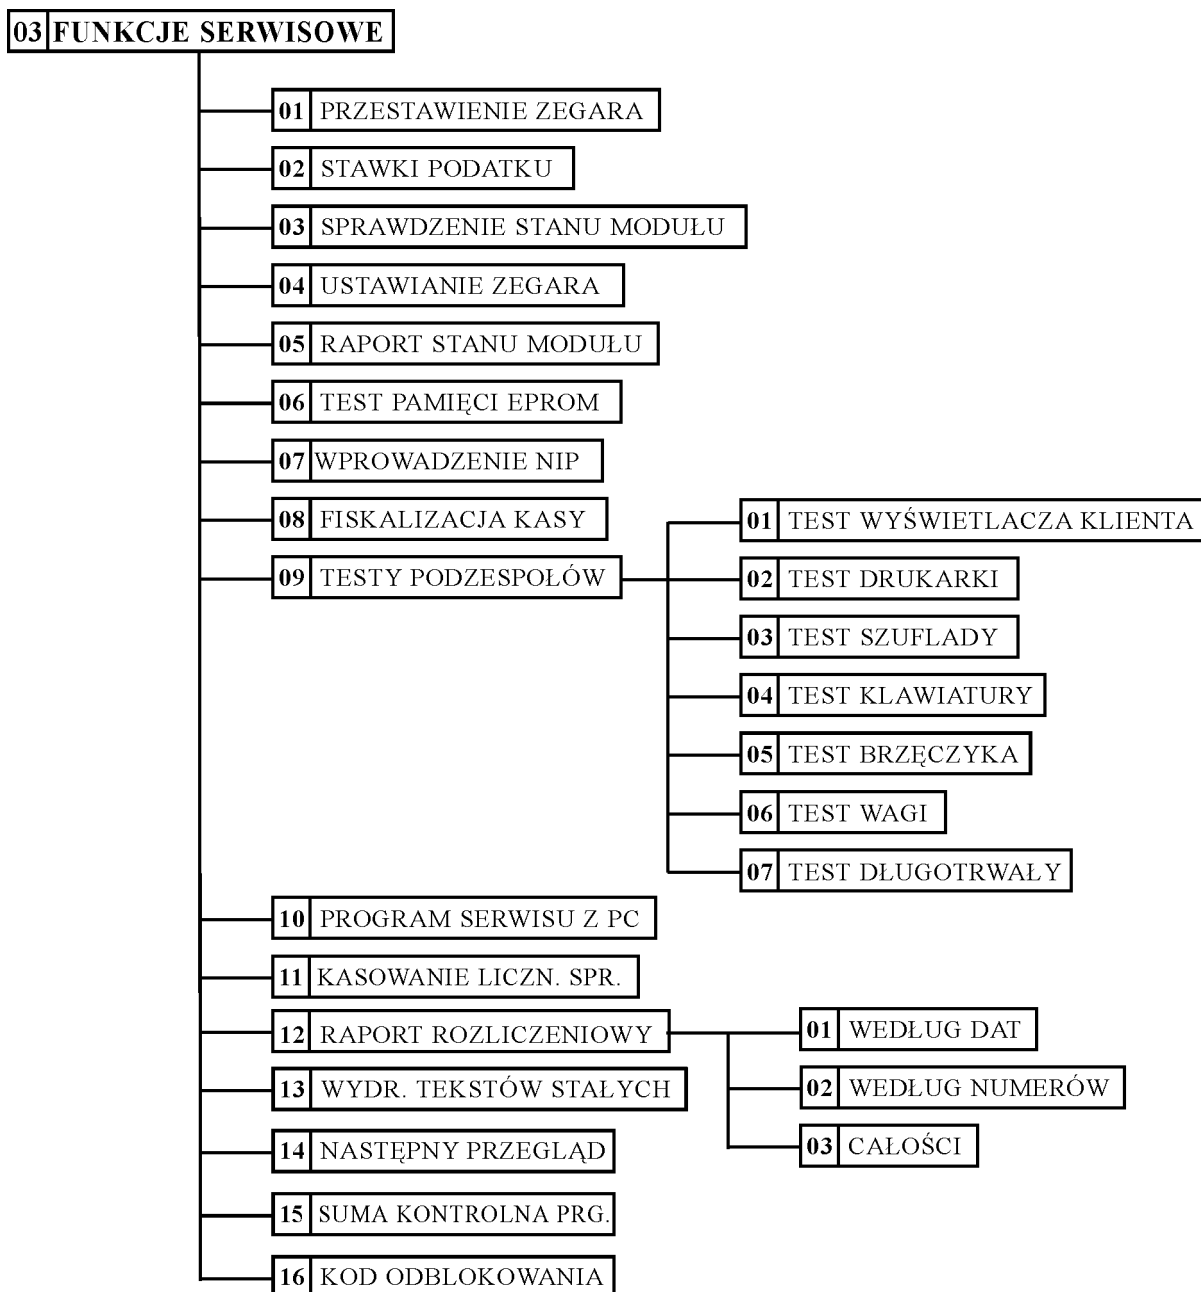 03 FUNKCJE SERWISOWE
01 PRZESTAWIENIE ZEGARA
02 STAWKI PODATKU
03 SPRAWDZENIE STANU MODUŁU
04 USTAWIANIE ZEGARA
05 RAPORT STANU MODUŁU
06 TEST PAMIĘCI EPROM
07 WPROWADZENIE NIP
08 FISKALIZACJA KASY
09 TESTY PODZESPOŁÓW
01 TEST WYŚWIETLACZA KLIENTA
02 TEST DRUKARKI
03 TEST SZUFLADY
04 TEST KLAWIATURY
05 TEST BRZĘCZYKA
06 TEST WAGI
07 TEST DŁUGOTRWAŁY
10 PROGRAM SERWISU Z PC
11 KASOWANIE LICZN. SPR.
12 RAPORT ROZLICZENIOWY
01 WEDŁUG DAT
02 WEDŁUG NUMERÓW
03 CAŁOŚCI
13 WYDR. TEKSTÓW STAŁYCH
14 NASTĘPNY PRZEGLĄD
15 SUMA KONTROLNA PRG.
16 KOD ODBLOKOWANIA